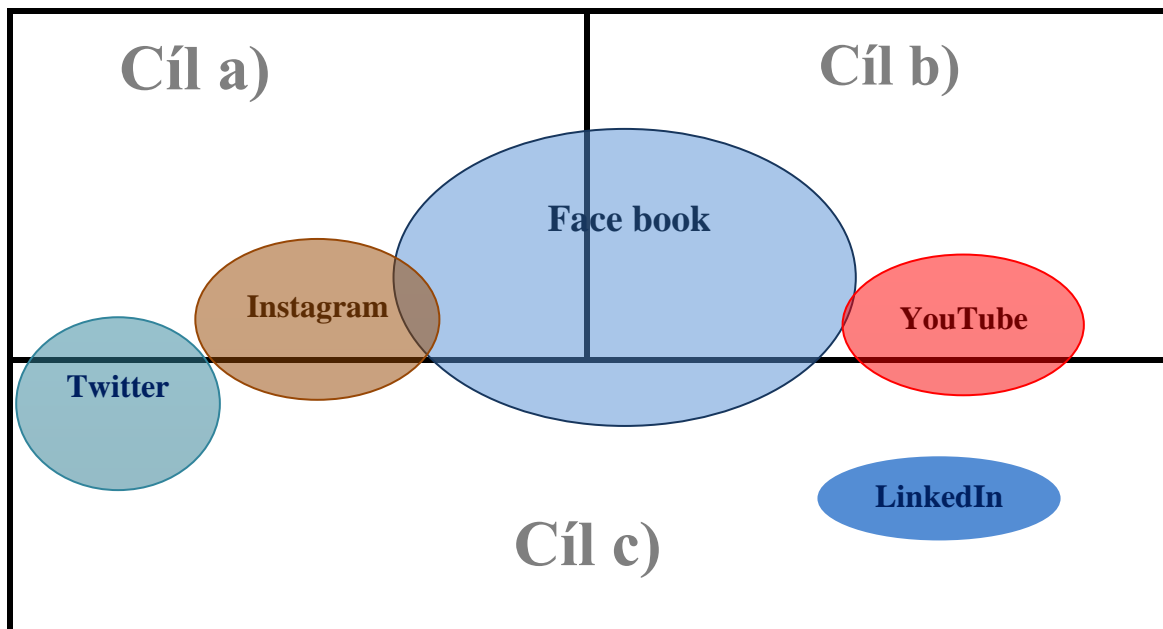 Cíl a)
Cíl b)
Face book
Instagram
YouTube
Twitter
LinkedIn
Cíl c)